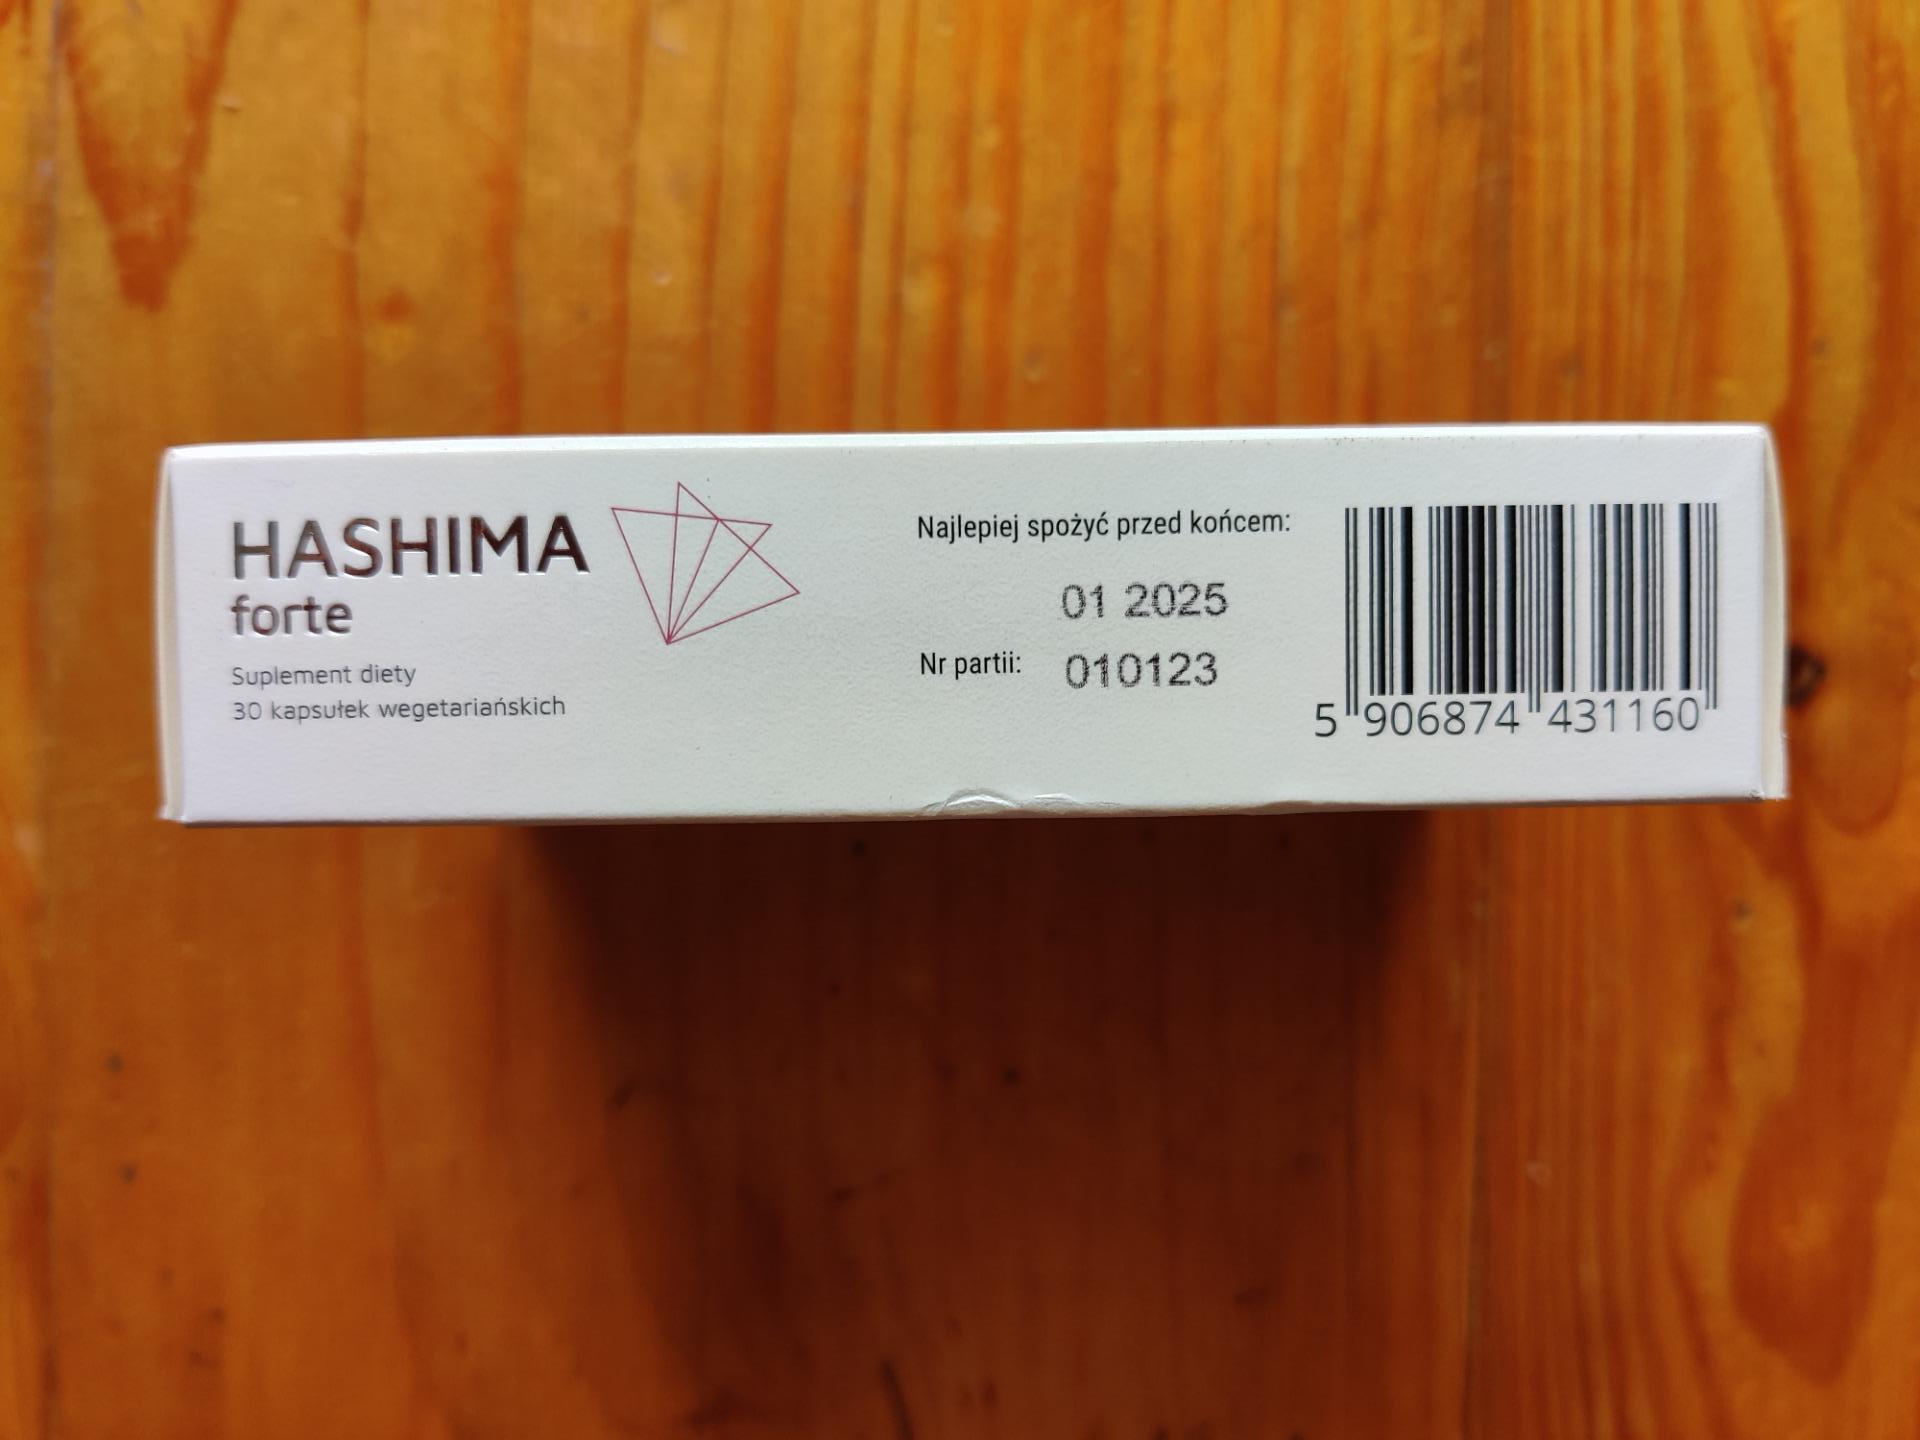 HASHIMA
forte
Suplement diety
30 kapsułek wegetariańskich
Najlepiej spożyć przed końcem:
01 2025
Nr partii: 010123
5 906874 431160